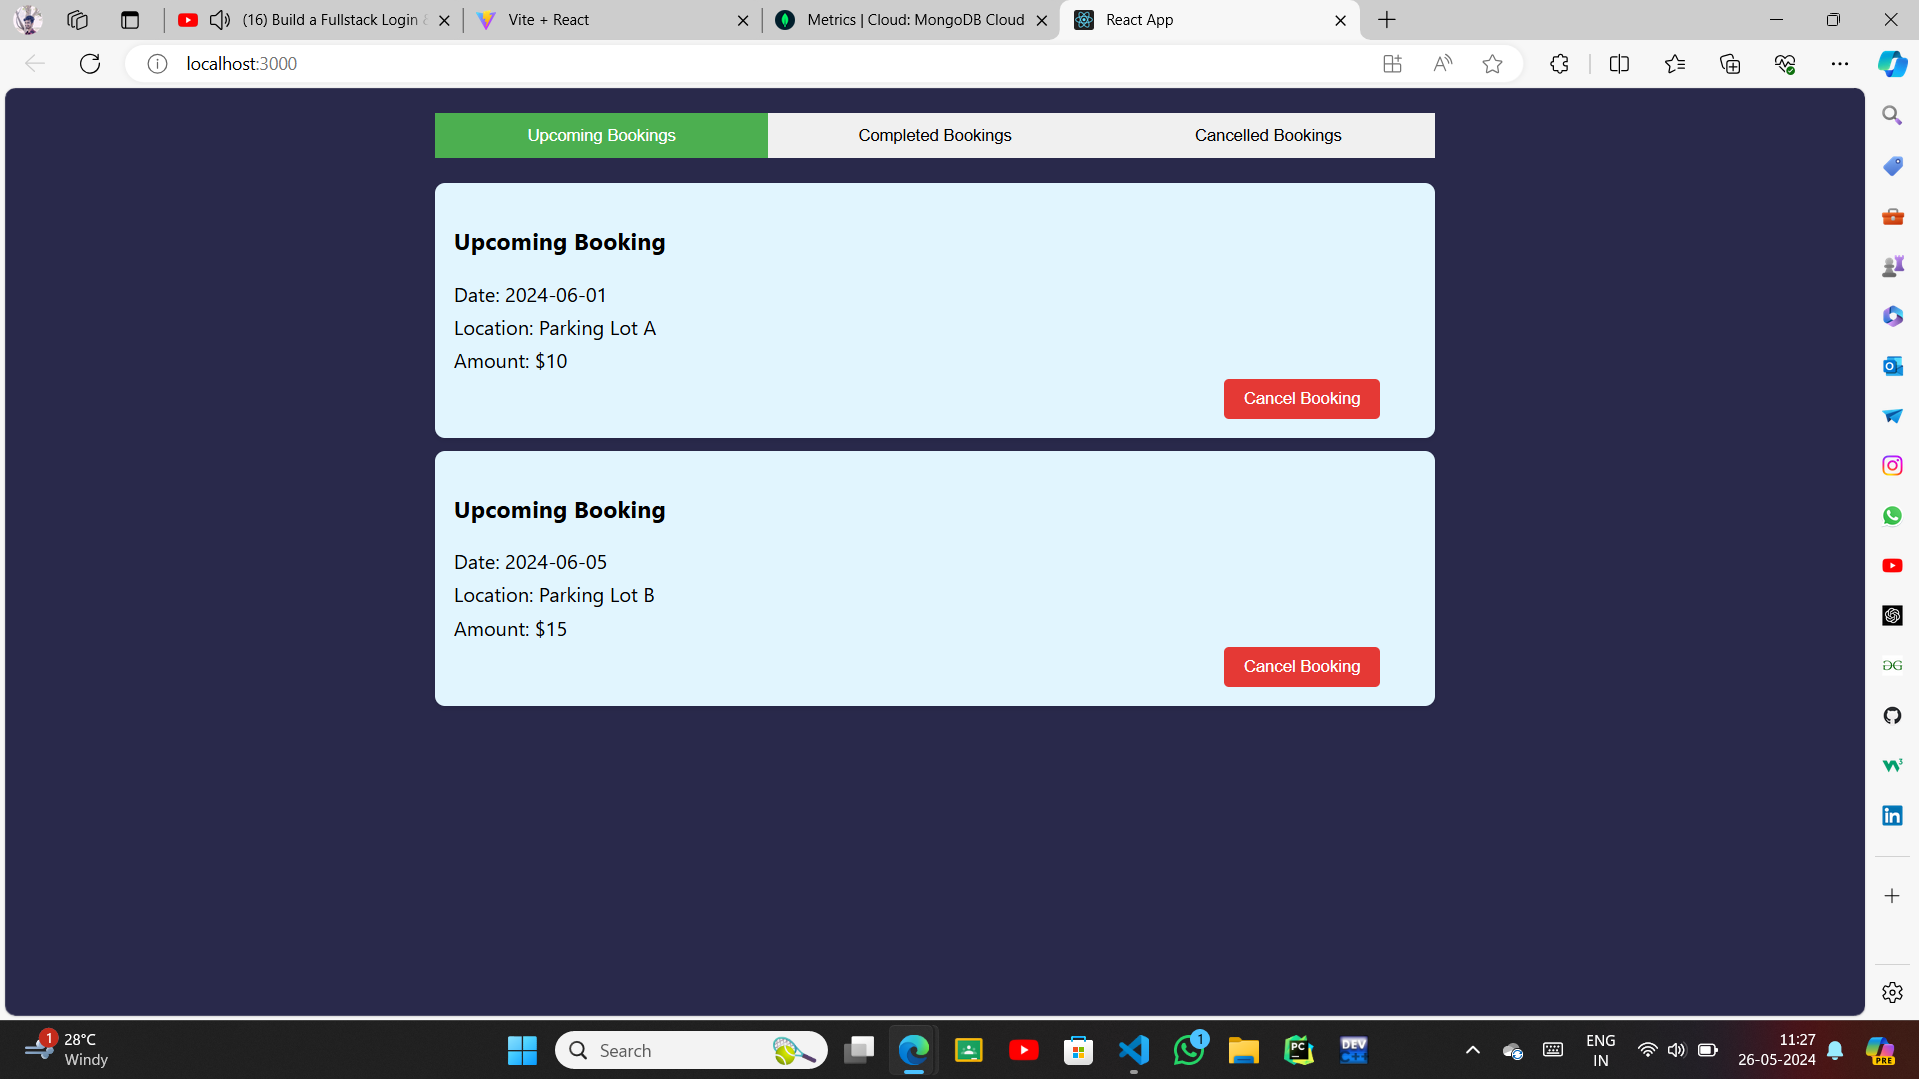 (16) Build a Fullstack Login &
Vite + React
Metrics | Cloud: MongoDB Cloud
React App
localhost:3000
Upcoming Bookings
Completed Bookings
Cancelled Bookings
Upcoming Booking
Date: 2024-06-01
Location: Parking Lot A
Amount: $10
Cancel Booking
Upcoming Booking
Date: 2024-06-05
Location: Parking Lot B
Amount: $15
Cancel Booking
1
28°C
Windy
Search
1
PC
DEV
ENG
IN
11:27
26-05-2024
PRE